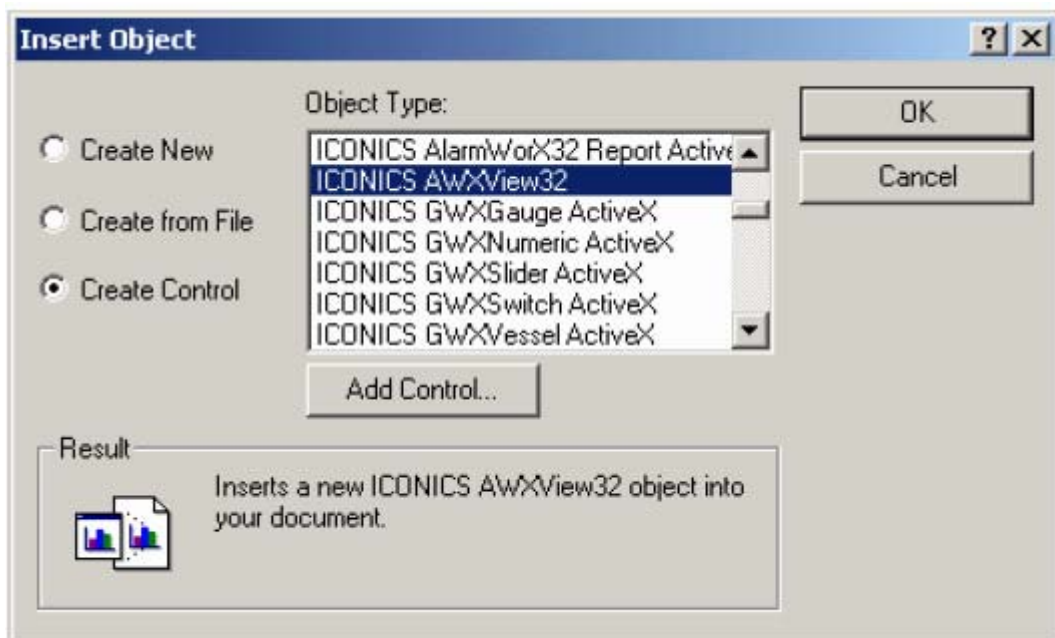 Insert Object
Create New
Create from File
Create Control
Object Type:
ICONICS AlarmWorX32 Report Active
ICONICS AWXView32
ICONICS GWXGauge ActiveX
ICONICS GWXNumeric ActiveX
ICONICS GWXSlider ActiveX
ICONICS GWXSwitch ActiveX
ICONICS GWXVessel ActiveX
Add Control...
OK
Cancel
Result
Inserts a new ICONICS AWXView32 object into
your document.